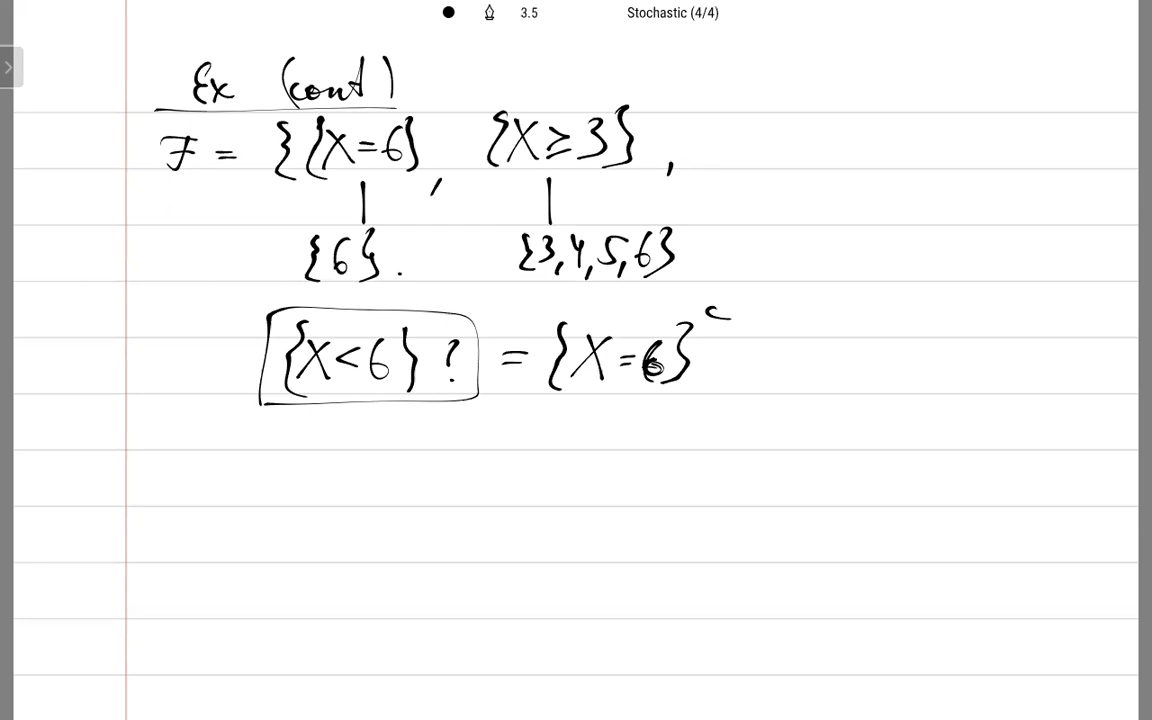 3.5 Stochastic (4/4)
Ex (cont)
F = {{X=6}, {X≥3},
{6}. {3,4,5,6}
{X<6}? = {X=6}ᶜ